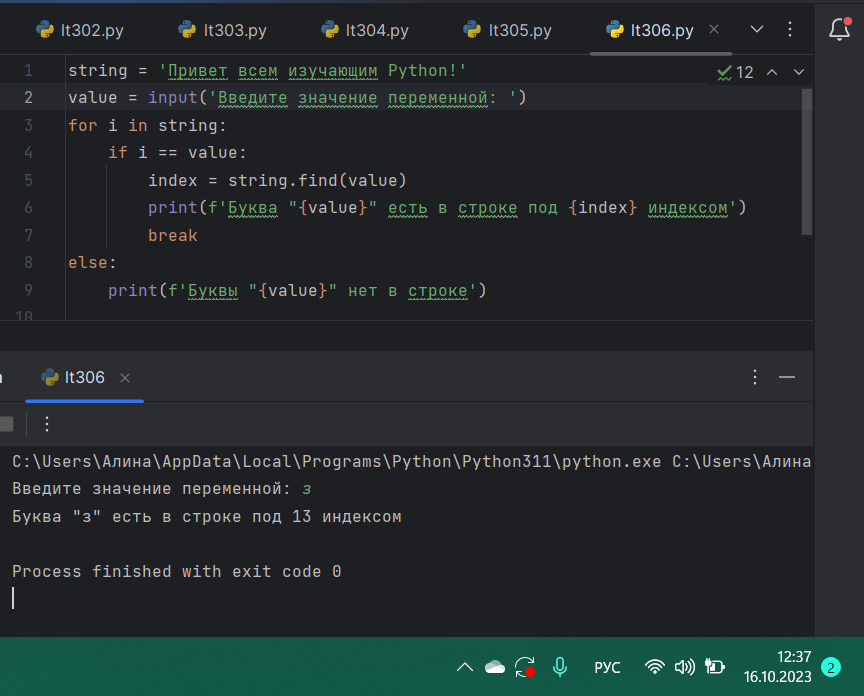 lt302.py lt303.py lt304.py lt305.py lt306.py
1 string = 'Привет всем изучающим Python!'
12
2 value = input('Введите значение переменной: ')
3 for i in string:
4 if i == value:
5 index = string.find(value)
6 print(f'Буква "{value}" есть в строке под {index} индексом')
7 break
8 else:
9 print(f'Буквы "{value}" нет в строке')
10
lt306
C:\Users\Алина\AppData\Local\Programs\Python\Python311\python.exe C:\Users\Алина
Введите значение переменной: з
Буква "з" есть в строке под 13 индексом
Process finished with exit code 0
РУС
12:37
16.10.2023
2